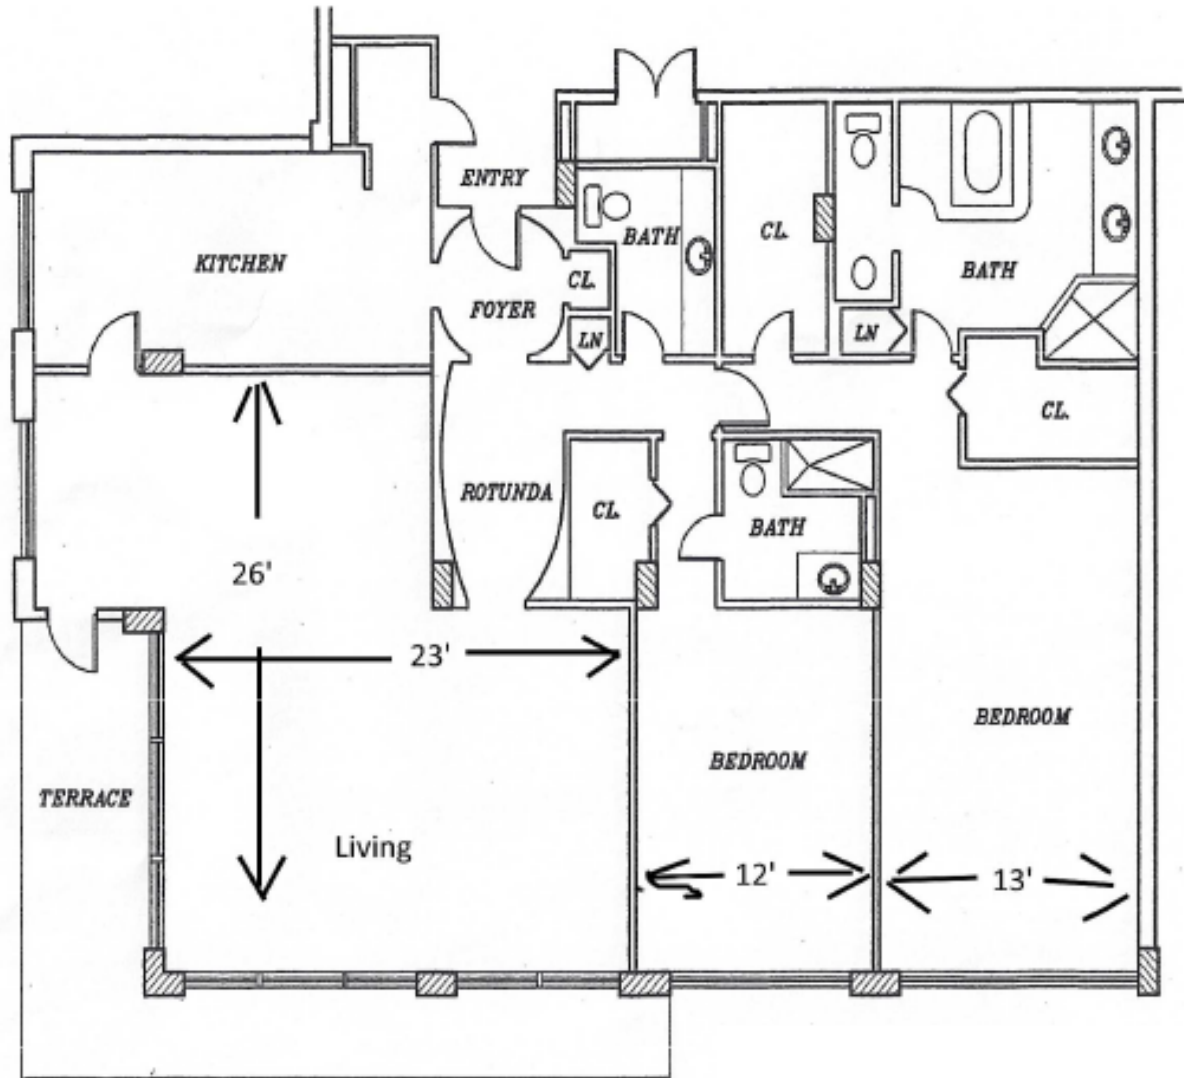 ENTRY
BATH
CL.
KITCHEN
BATH
CL.
FOYER
LN
LN
CL.
ROTUNDA
CL.
BATH
26'
23'
BEDROOM
BEDROOM
TERRACE
Living
12'
13'